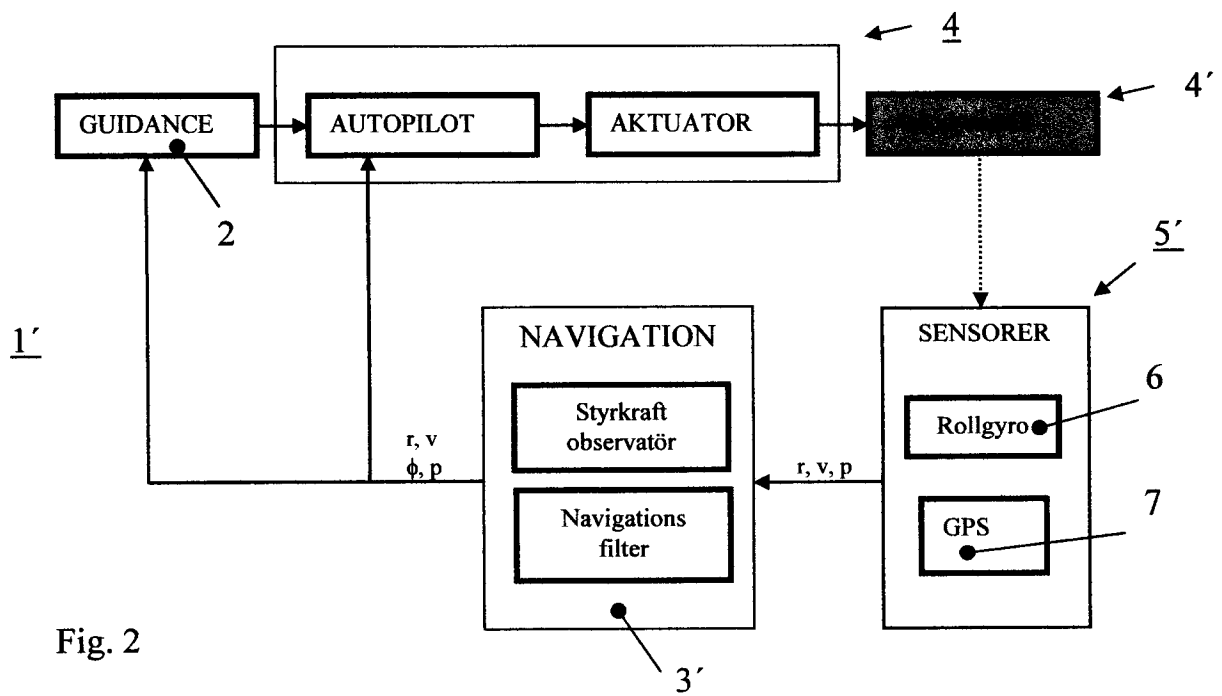 4
4´
GUIDANCE
AUTOPILOT
AKTUATOR
2
5´
1´
NAVIGATION
SENSORER
6
Styrkraft
observatör
Rollgyro
r, v
ϕ, p
r, v, p
7
Navigations
filter
GPS
Fig. 2
3´